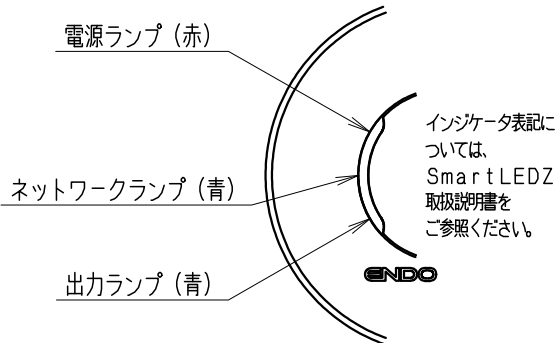 電源ランプ（赤）
ネットワークランプ（青）
出力ランプ（青）
インジケータ表記に
ついては、
SmartLEDZ
取扱説明書を
ご参照ください。
ENDO